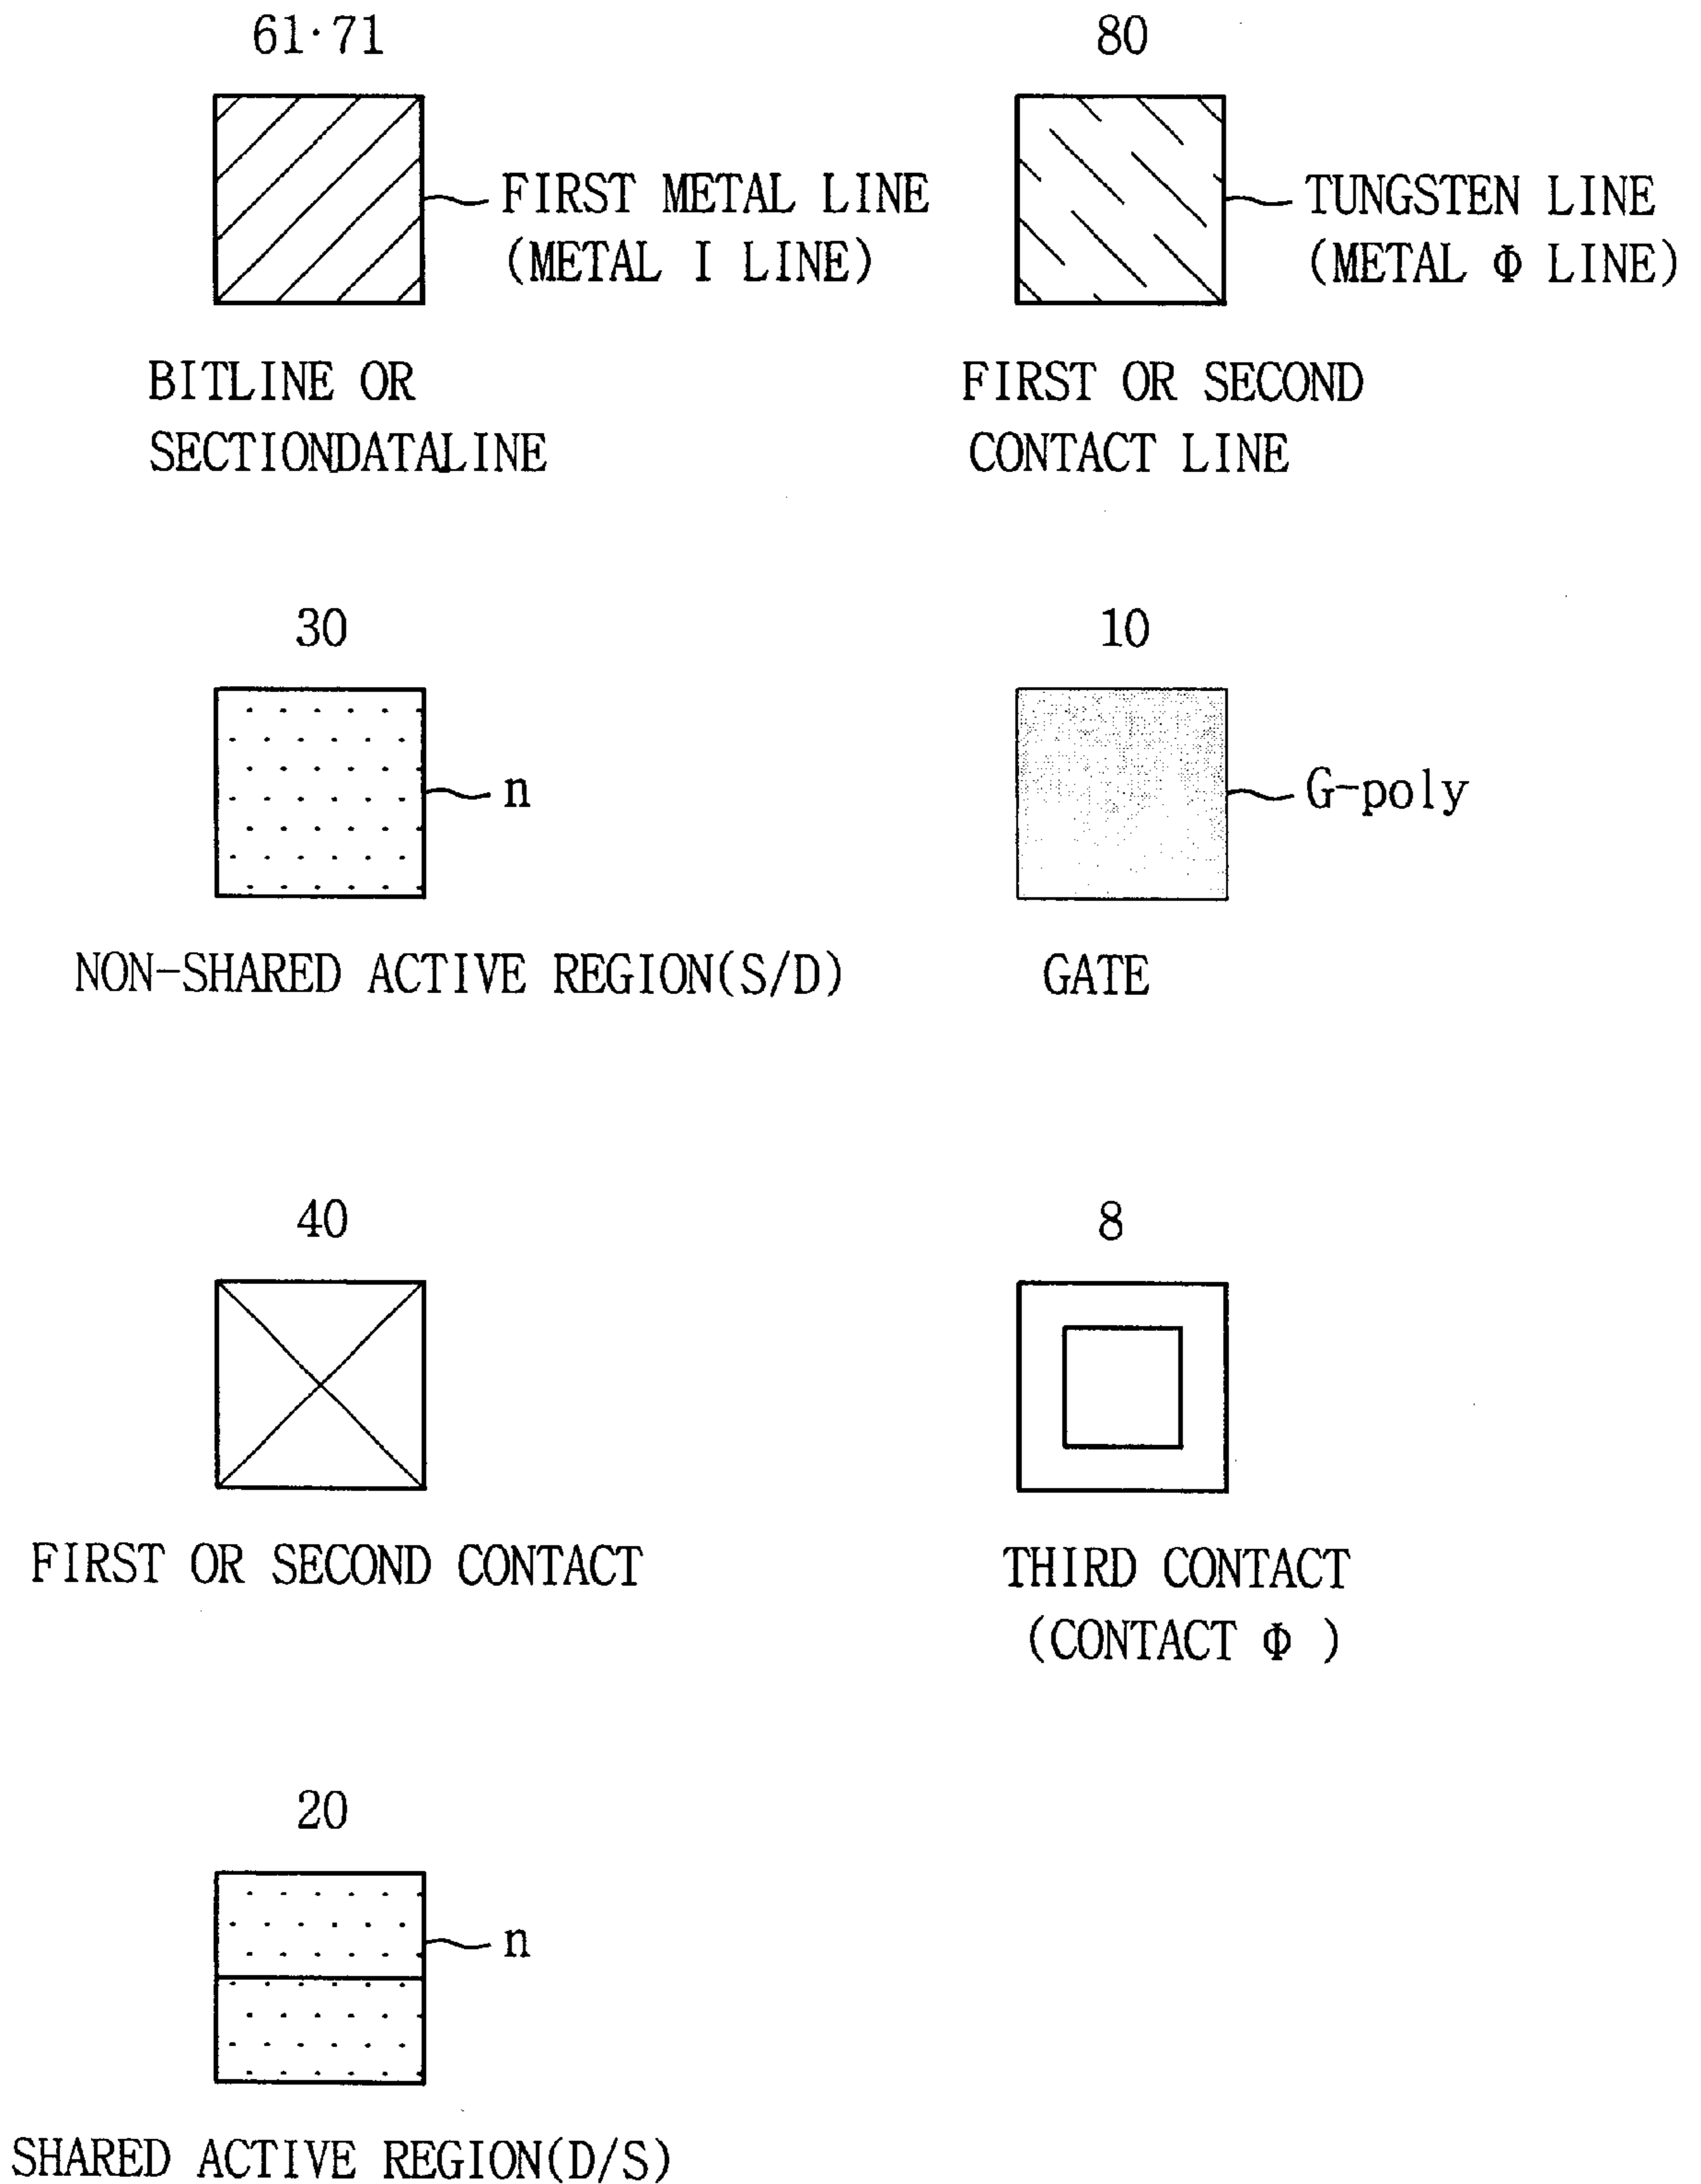 61·71
80
FIRST METAL LINE
(METAL I LINE)
TUNGSTEN LINE
(METAL Φ LINE)
BITLINE OR
SECTIONDATALINE
FIRST OR SECOND
CONTACT LINE
30
10
n
G-poly
NON-SHARED ACTIVE REGION(S/D)
GATE
40
8
FIRST OR SECOND CONTACT
THIRD CONTACT
(CONTACT Φ )
20
n
SHARED ACTIVE REGION(D/S)